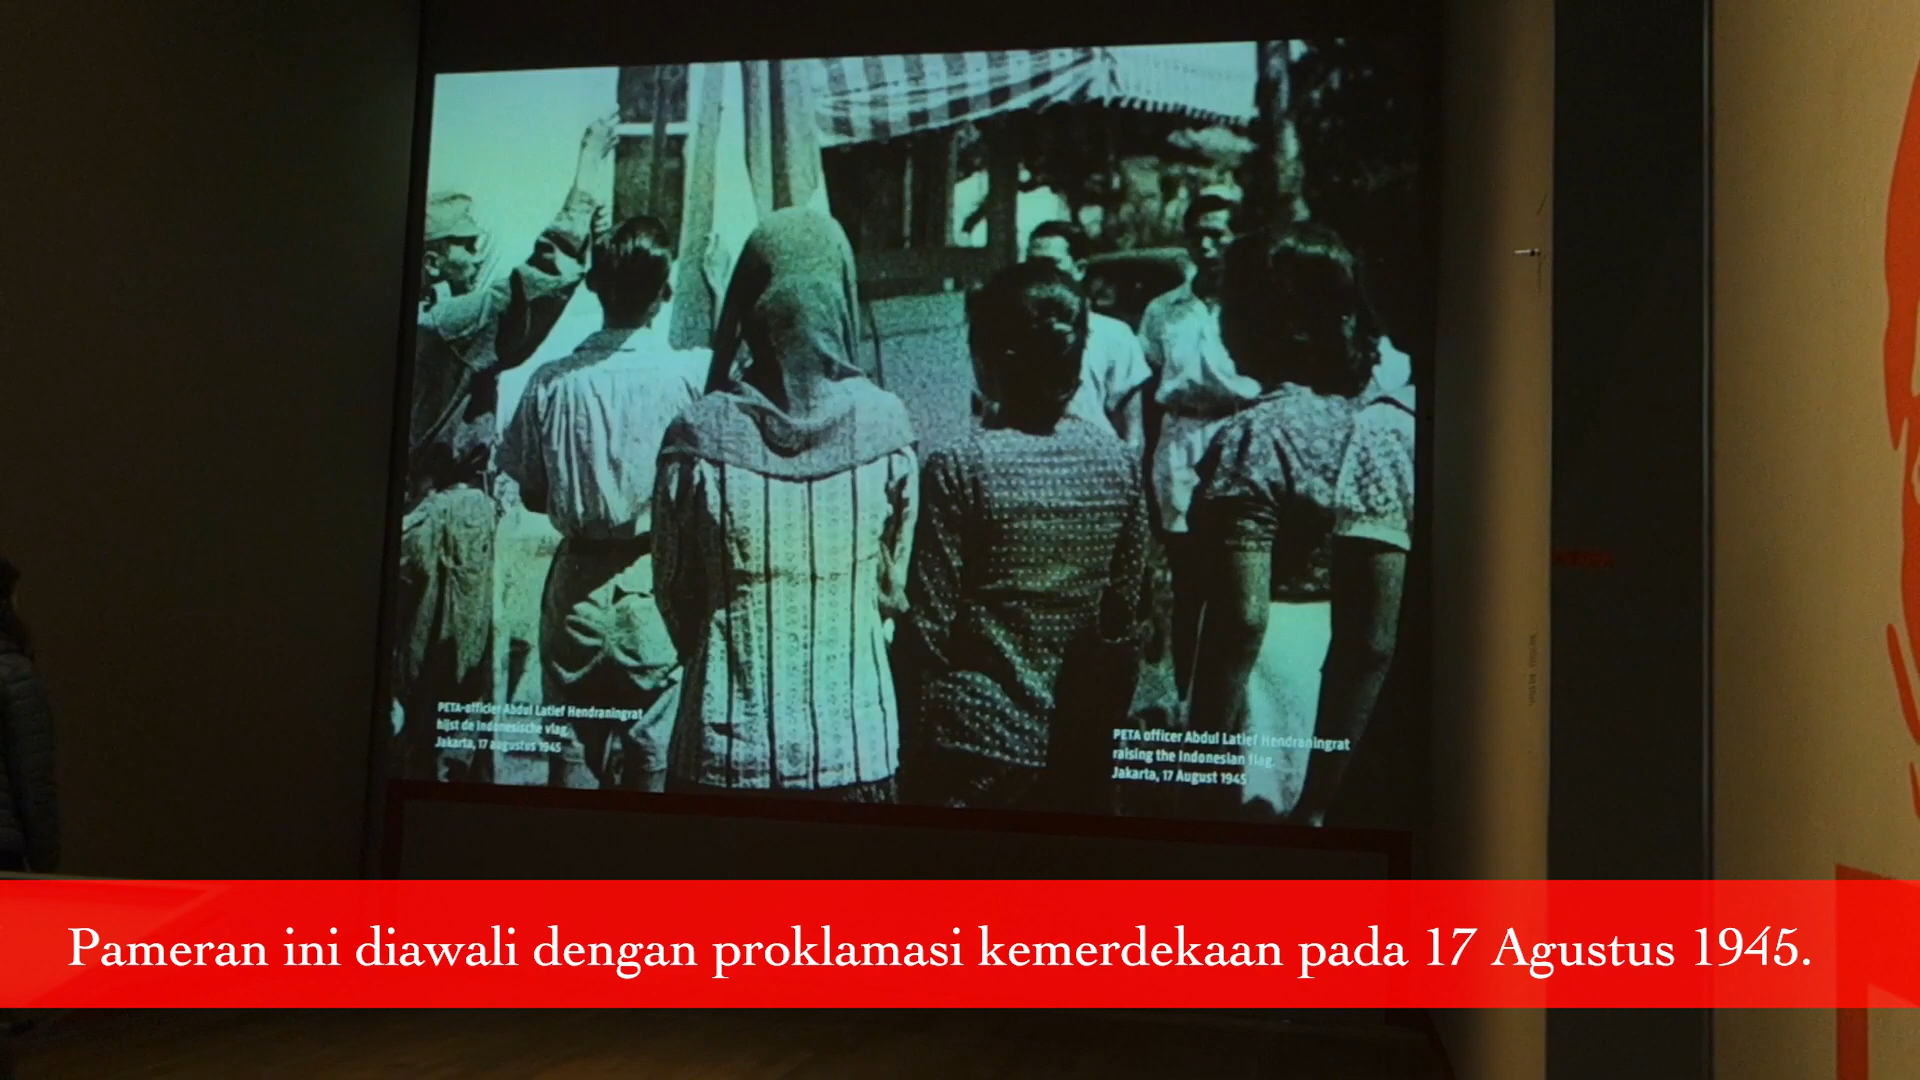 PETA-officier Abdul Latief Hendraningrat
hijst de Indonesische vlag.
Jakarta, 17 augustus 1945
PETA officer Abdul Latief Hendraningrat
raising the Indonesian flag.
Jakarta, 17 August 1945
Pameran ini diawali dengan proklamasi kemerdekaan pada 17 Agustus 1945.